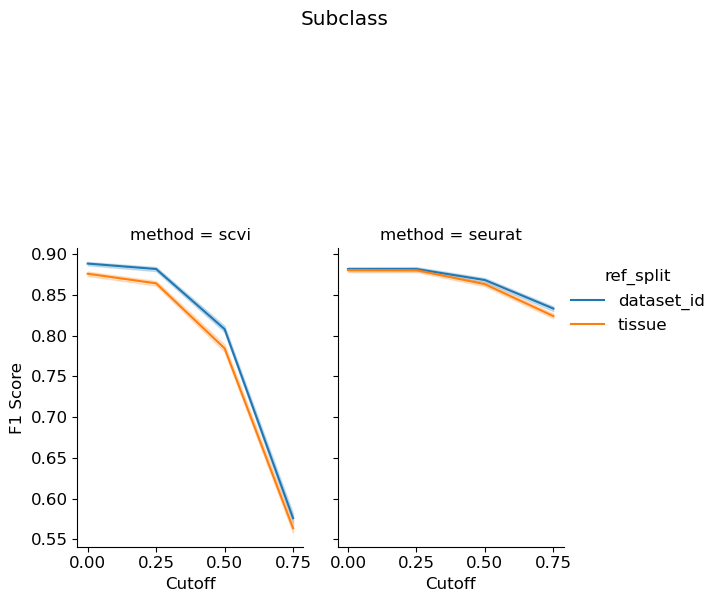 Subclass
method = scvi
method = seurat
F1 Score
0.90
0.85
0.80
0.75
0.70
0.65
0.60
0.55
0.00 0.25 0.50 0.75
Cutoff
0.00 0.25 0.50 0.75
Cutoff
ref_split
dataset_id
tissue